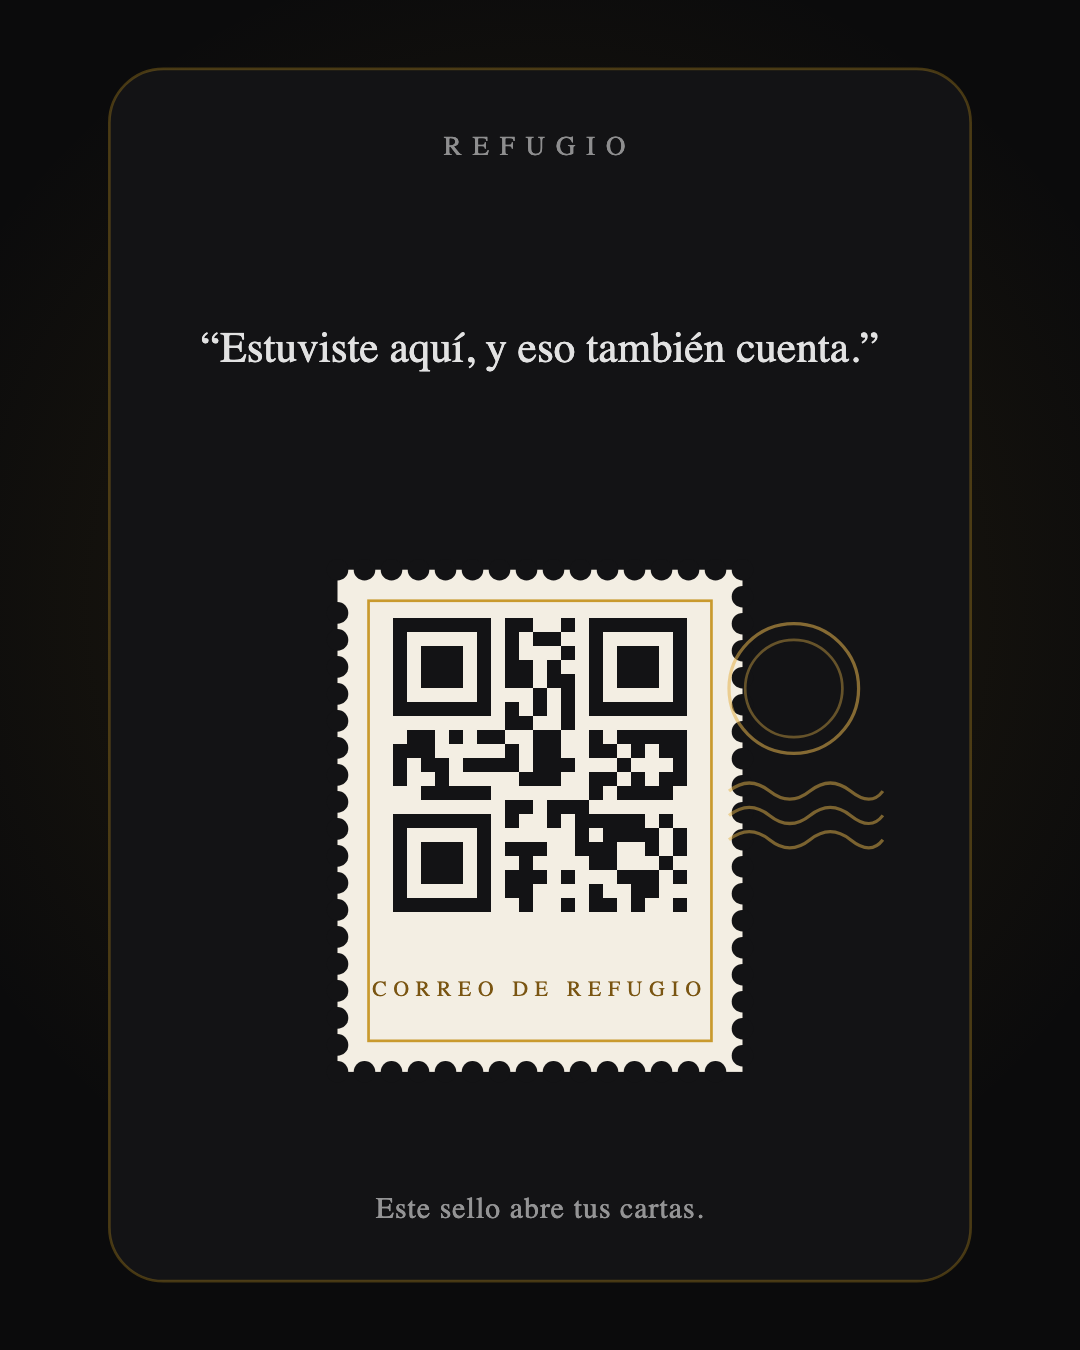 REFUGIO
“Estuviste aquí, y eso también cuenta.”
CORREO DE REFUGIO
Este sello abre tus cartas.